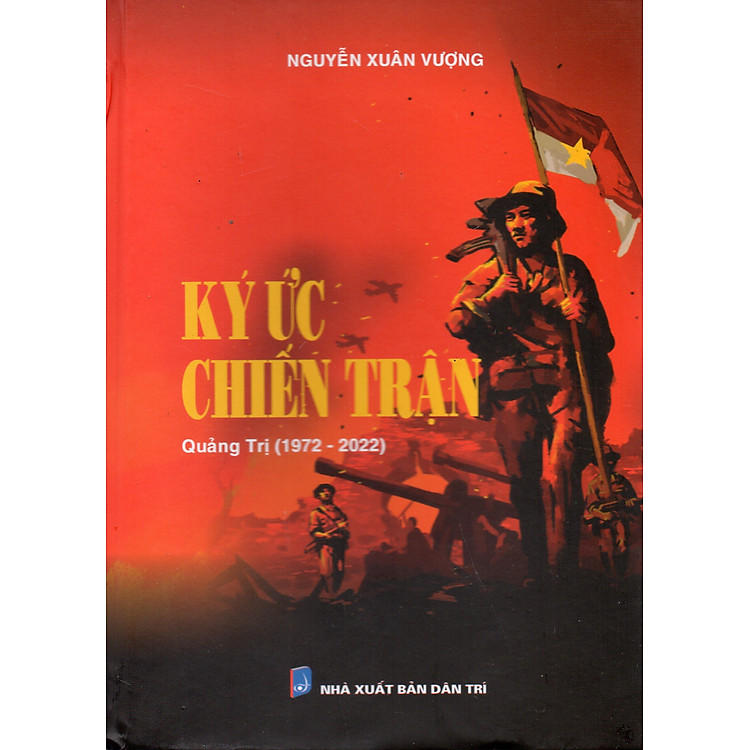 NGUYỄN XUÂN VƯỢNG
KÝ ỨC
CHIẾN TRẬN
Quảng Trị (1972 - 2022)
NHÀ XUẤT BẢN DÂN TRÍ